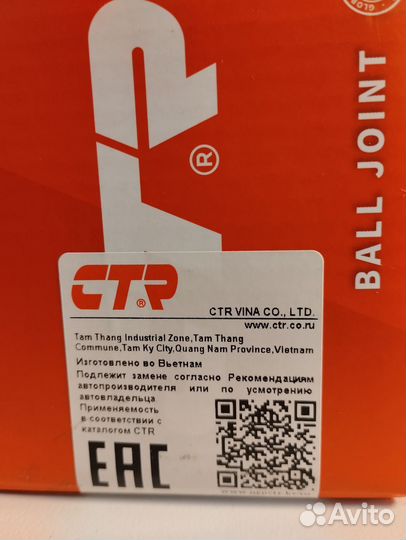 CTR®
BALL JOINT
CTR®
CTR VINA CO., LTD.
www.ctr.co.ru
Tam Thang Industrial Zone,Tam Thang
Commune,Tam Ky City,Quang Nam Province,Vietnam
Изготовлено во Вьетнам
Подлежит замене согласно Рекомендациям
автопроизводителя или по усмотрению
автовладельца
Применяемость
в соответствии с
каталогом CTR
EAC
Avito